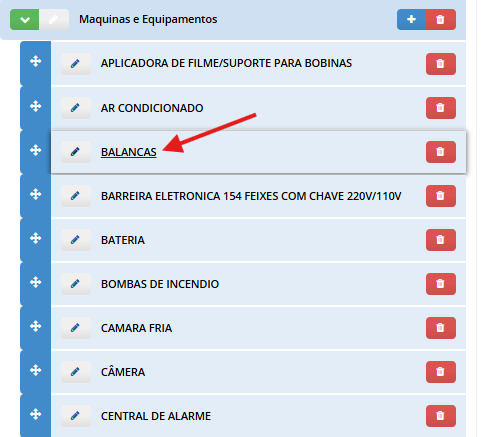 Maquinas e Equipamentos
APLICADORA DE FILME/SUPORTE PARA BOBINAS
AR CONDICIONADO
BALANCAS
BARREIRA ELETRONICA 154 FEIXES COM CHAVE 220V/110V
BATERIA
BOMBAS DE INCENDIO
CAMARA FRIA
CÂMERA
CENTRAL DE ALARME